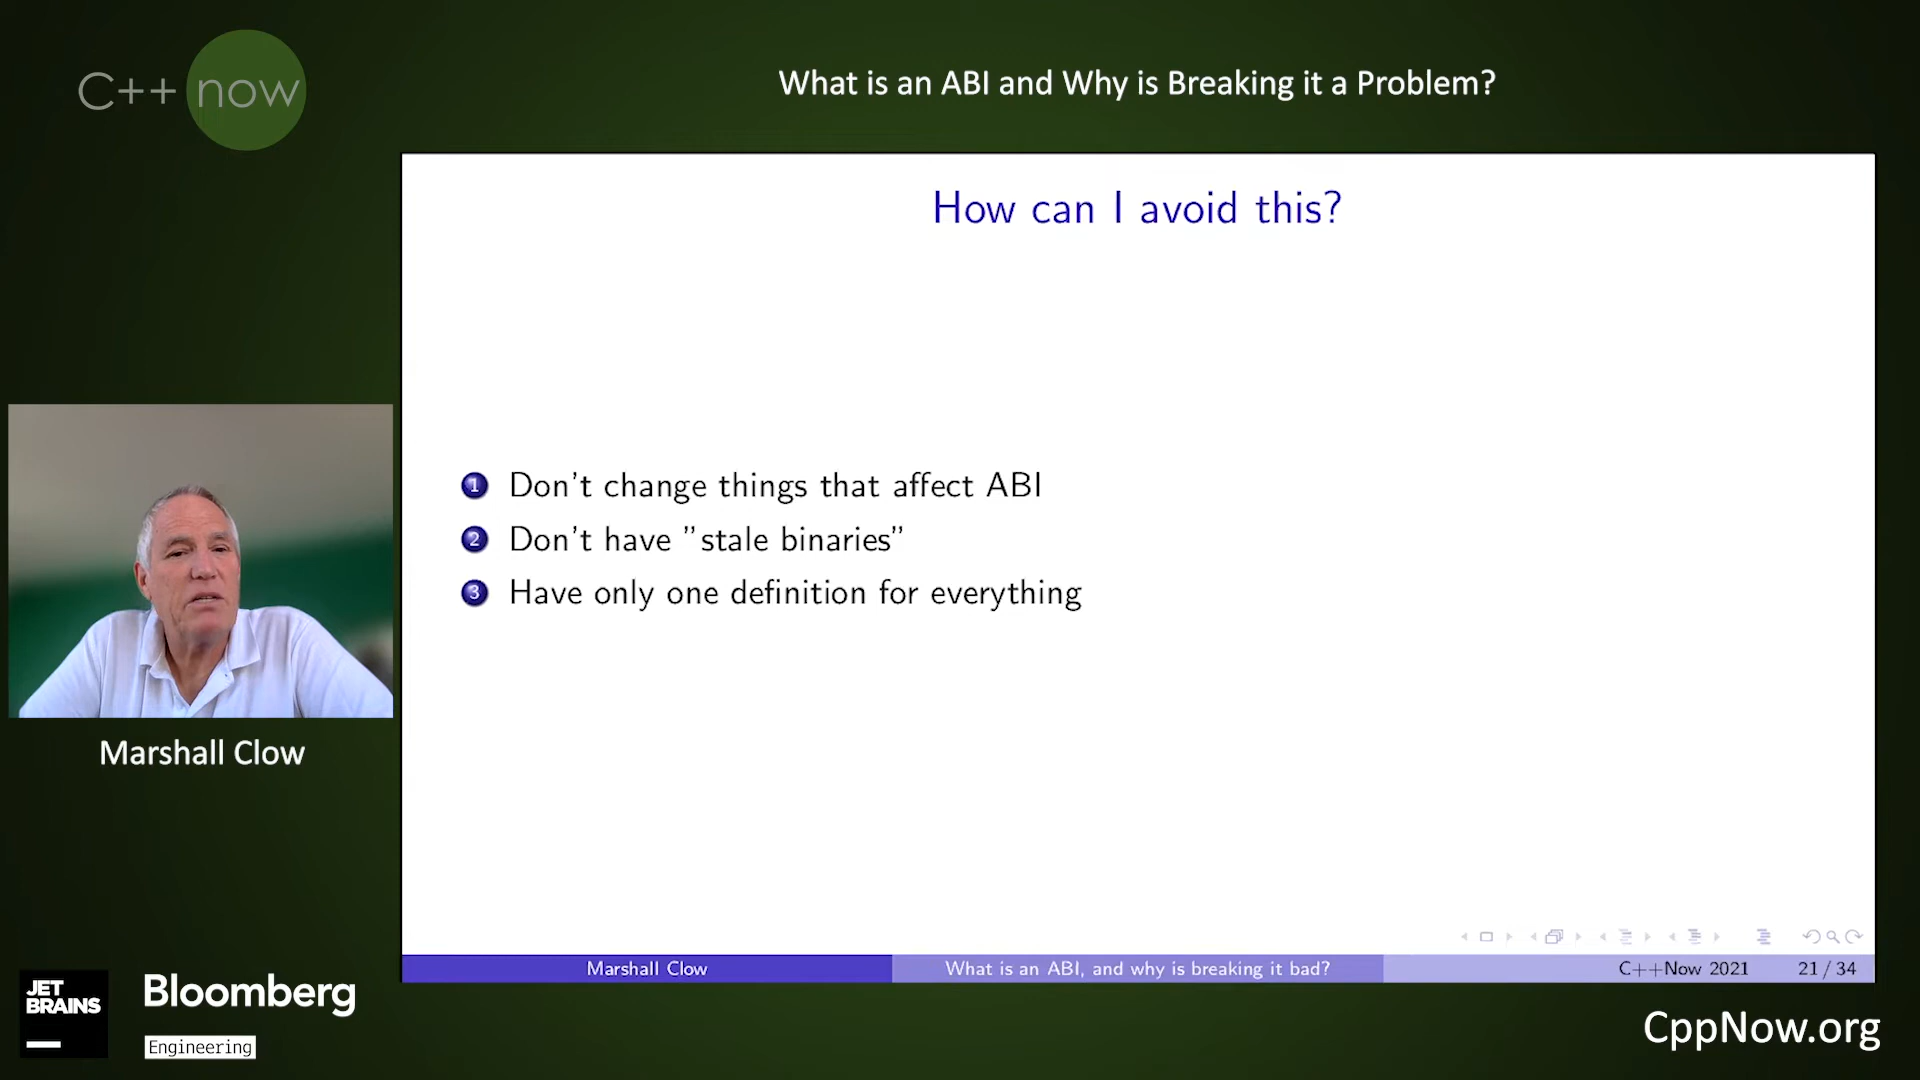 C++ now
What is an ABI and Why is Breaking it a Problem?
How can I avoid this?
1 Don't change things that affect ABI
2 Don't have ”stale binaries”
3 Have only one definition for everything
Marshall Clow
Marshall Clow What is an ABI, and why is breaking it bad? C++Now 2021 21 / 34
JET
BRAINS
Bloomberg
Engineering
CppNow.org